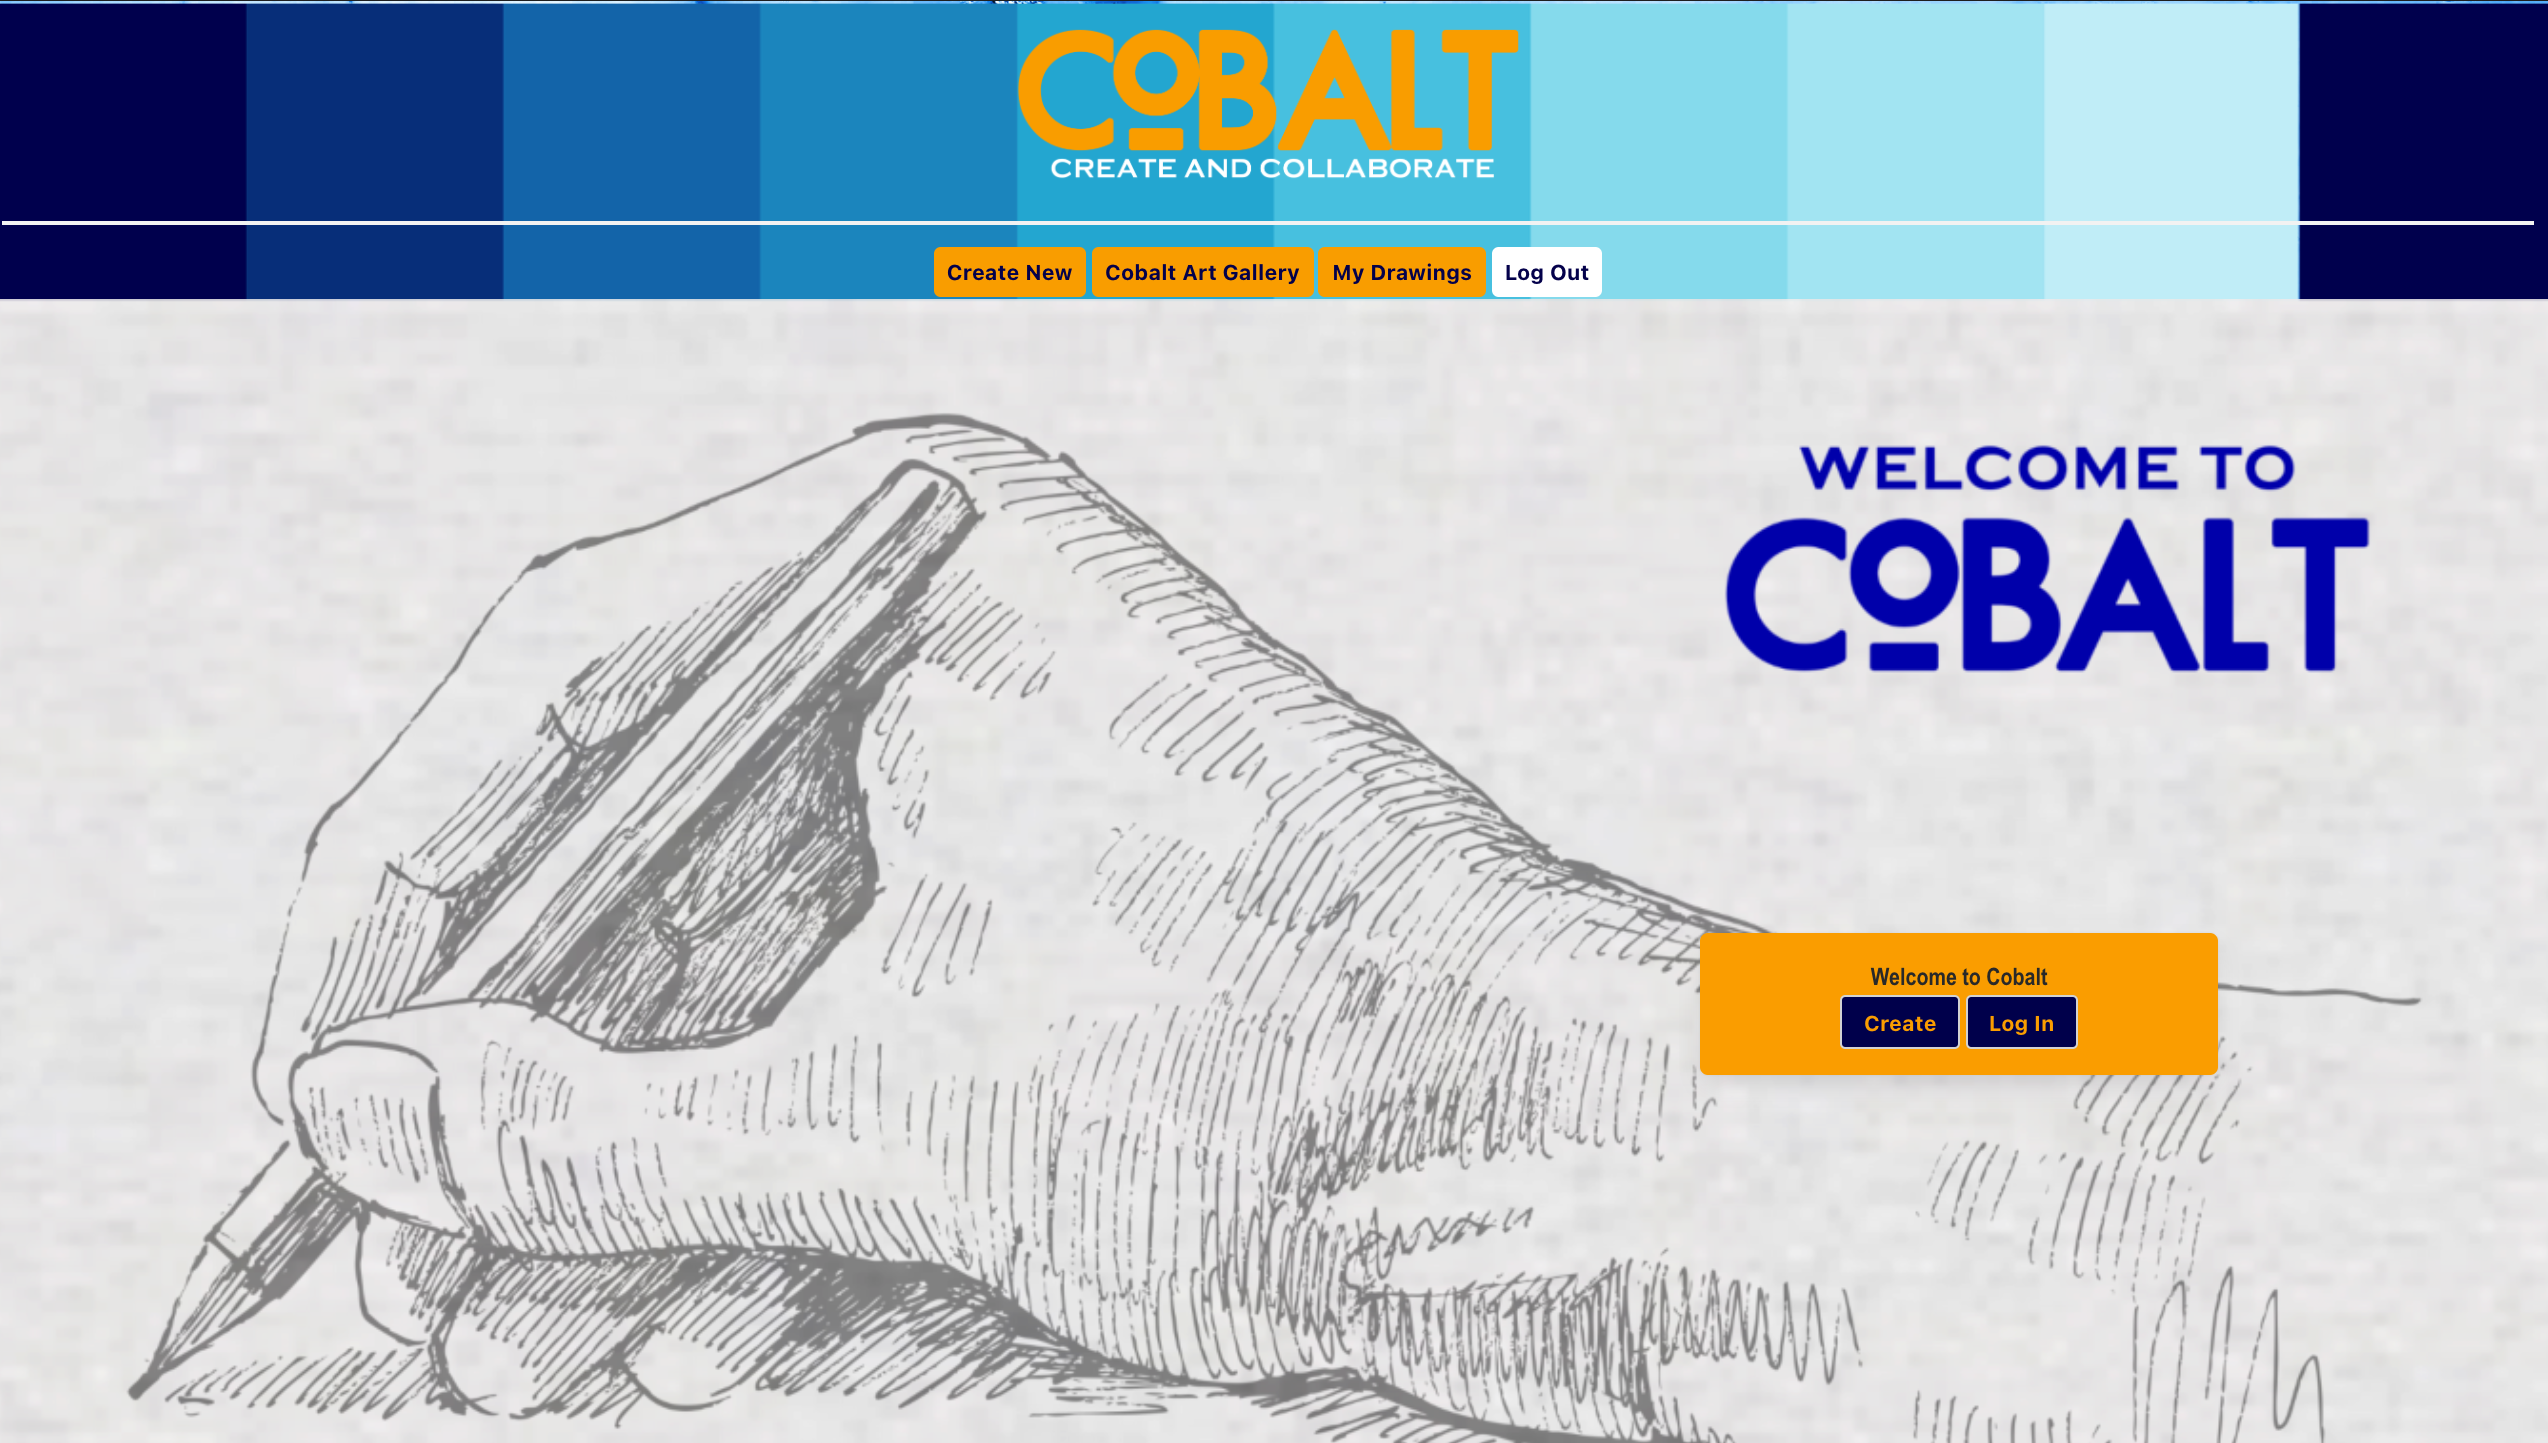 COBALT
CREATE AND COLLABORATE
Create New Cobalt Art Gallery My Drawings Log Out
WELCOME TO
COBALT
Welcome to Cobalt
Create Log In